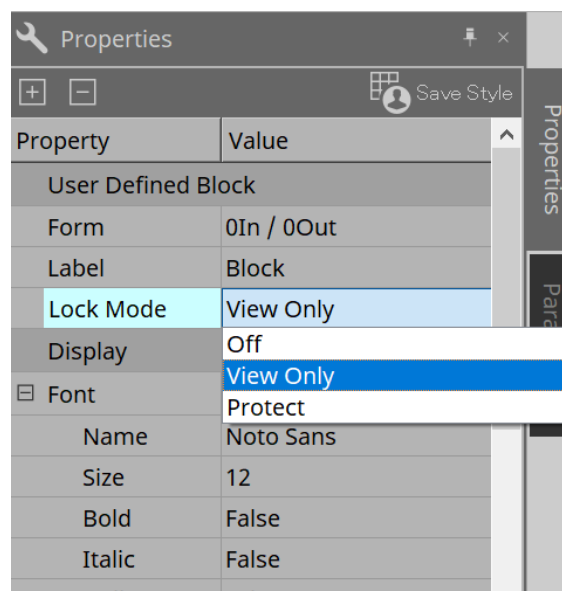 Properties
Save Style
Property Value
User Defined Block
Form 0In / 0Out
Label Block
Lock Mode View Only
Off
View Only
Protect
Display
Font
Name Noto Sans
Size 12
Bold False
Italic False
Properties